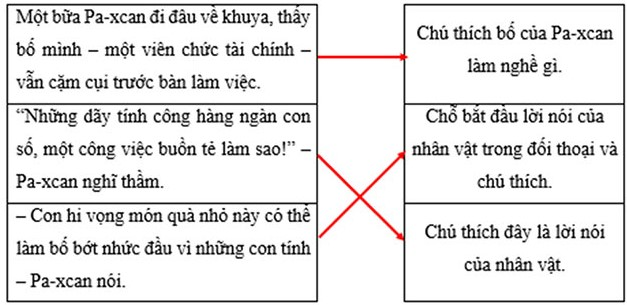 Một bữa Pa-xcan đi đâu về khuya, thấy
bố mình – một viên chức tài chính –
vẫn cặm cụi trước bàn làm việc.
“Những dãy tính công hàng ngàn con
số, một công việc buồn tẻ làm sao!” –
Pa-xcan nghĩ thầm.
– Con hi vọng món quà nhỏ này có thể
làm bố bớt nhức đầu vì những con tính
– Pa-xcan nói.
Chú thích bố của Pa-xcan
làm nghề gì.
Chỗ bắt đầu lời nói của
nhân vật trong đối thoại và
chú thích.
Chú thích đây là lời nói
của nhân vật.